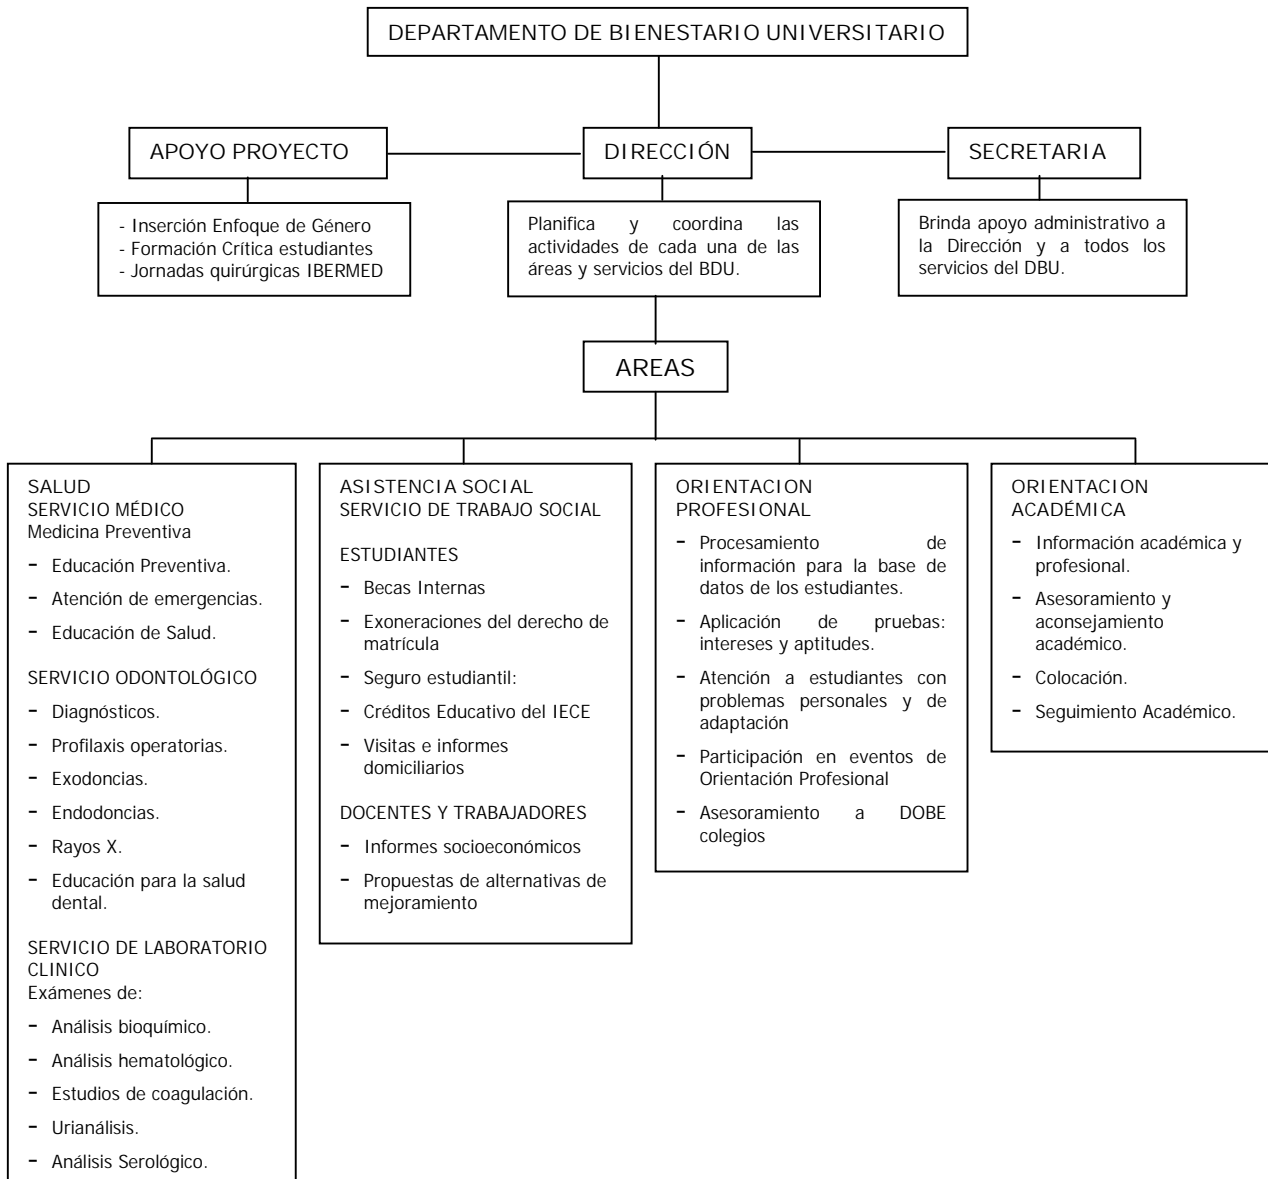 DEPARTAMENTO DE BIENESTARIO UNIVERSITARIO
APOYO PROYECTO
DIRECCIÓN
SECRETARIA
- Inserción Enfoque de Género
- Formación Crítica estudiantes
- Jornadas quirúrgicas IBERMED
Planifica y coordina las
actividades de cada una de las
áreas y servicios del BDU.
Brinda apoyo administrativo a
la Dirección y a todos los
servicios del DBU.
AREAS
SALUD
SERVICIO MÉDICO
Medicina Preventiva
- Educación Preventiva.
- Atención de emergencias.
- Educación de Salud.
SERVICIO ODONTOLÓGICO
- Diagnósticos.
- Profilaxis operatorias.
- Exodoncias.
- Endodoncias.
- Rayos X.
- Educación para la salud
dental.
SERVICIO DE LABORATORIO
CLINICO
Exámenes de:
- Análisis bioquímico.
- Análisis hematológico.
- Estudios de coagulación.
- Urianálisis.
- Análisis Serológico.
ASISTENCIA SOCIAL
SERVICIO DE TRABAJO SOCIAL
ESTUDIANTES
- Becas Internas
- Exoneraciones del derecho de
matrícula
- Seguro estudiantil:
- Créditos Educativo del IECE
- Visitas e informes
domiciliarios
DOCENTES Y TRABAJADORES
- Informes socioeconómicos
- Propuestas de alternativas de
mejoramiento
ORIENTACION
PROFESIONAL
- Procesamiento de
información para la base de
datos de los estudiantes.
- Aplicación de pruebas:
intereses y aptitudes.
- Atención a estudiantes con
problemas personales y de
adaptación
- Participación en eventos de
Orientación Profesional
- Asesoramiento a DOBE
colegios
ORIENTACION
ACADÉMICA
- Información académica y
profesional.
- Asesoramiento y
aconsejamiento
académico.
- Colocación.
- Seguimiento Académico.